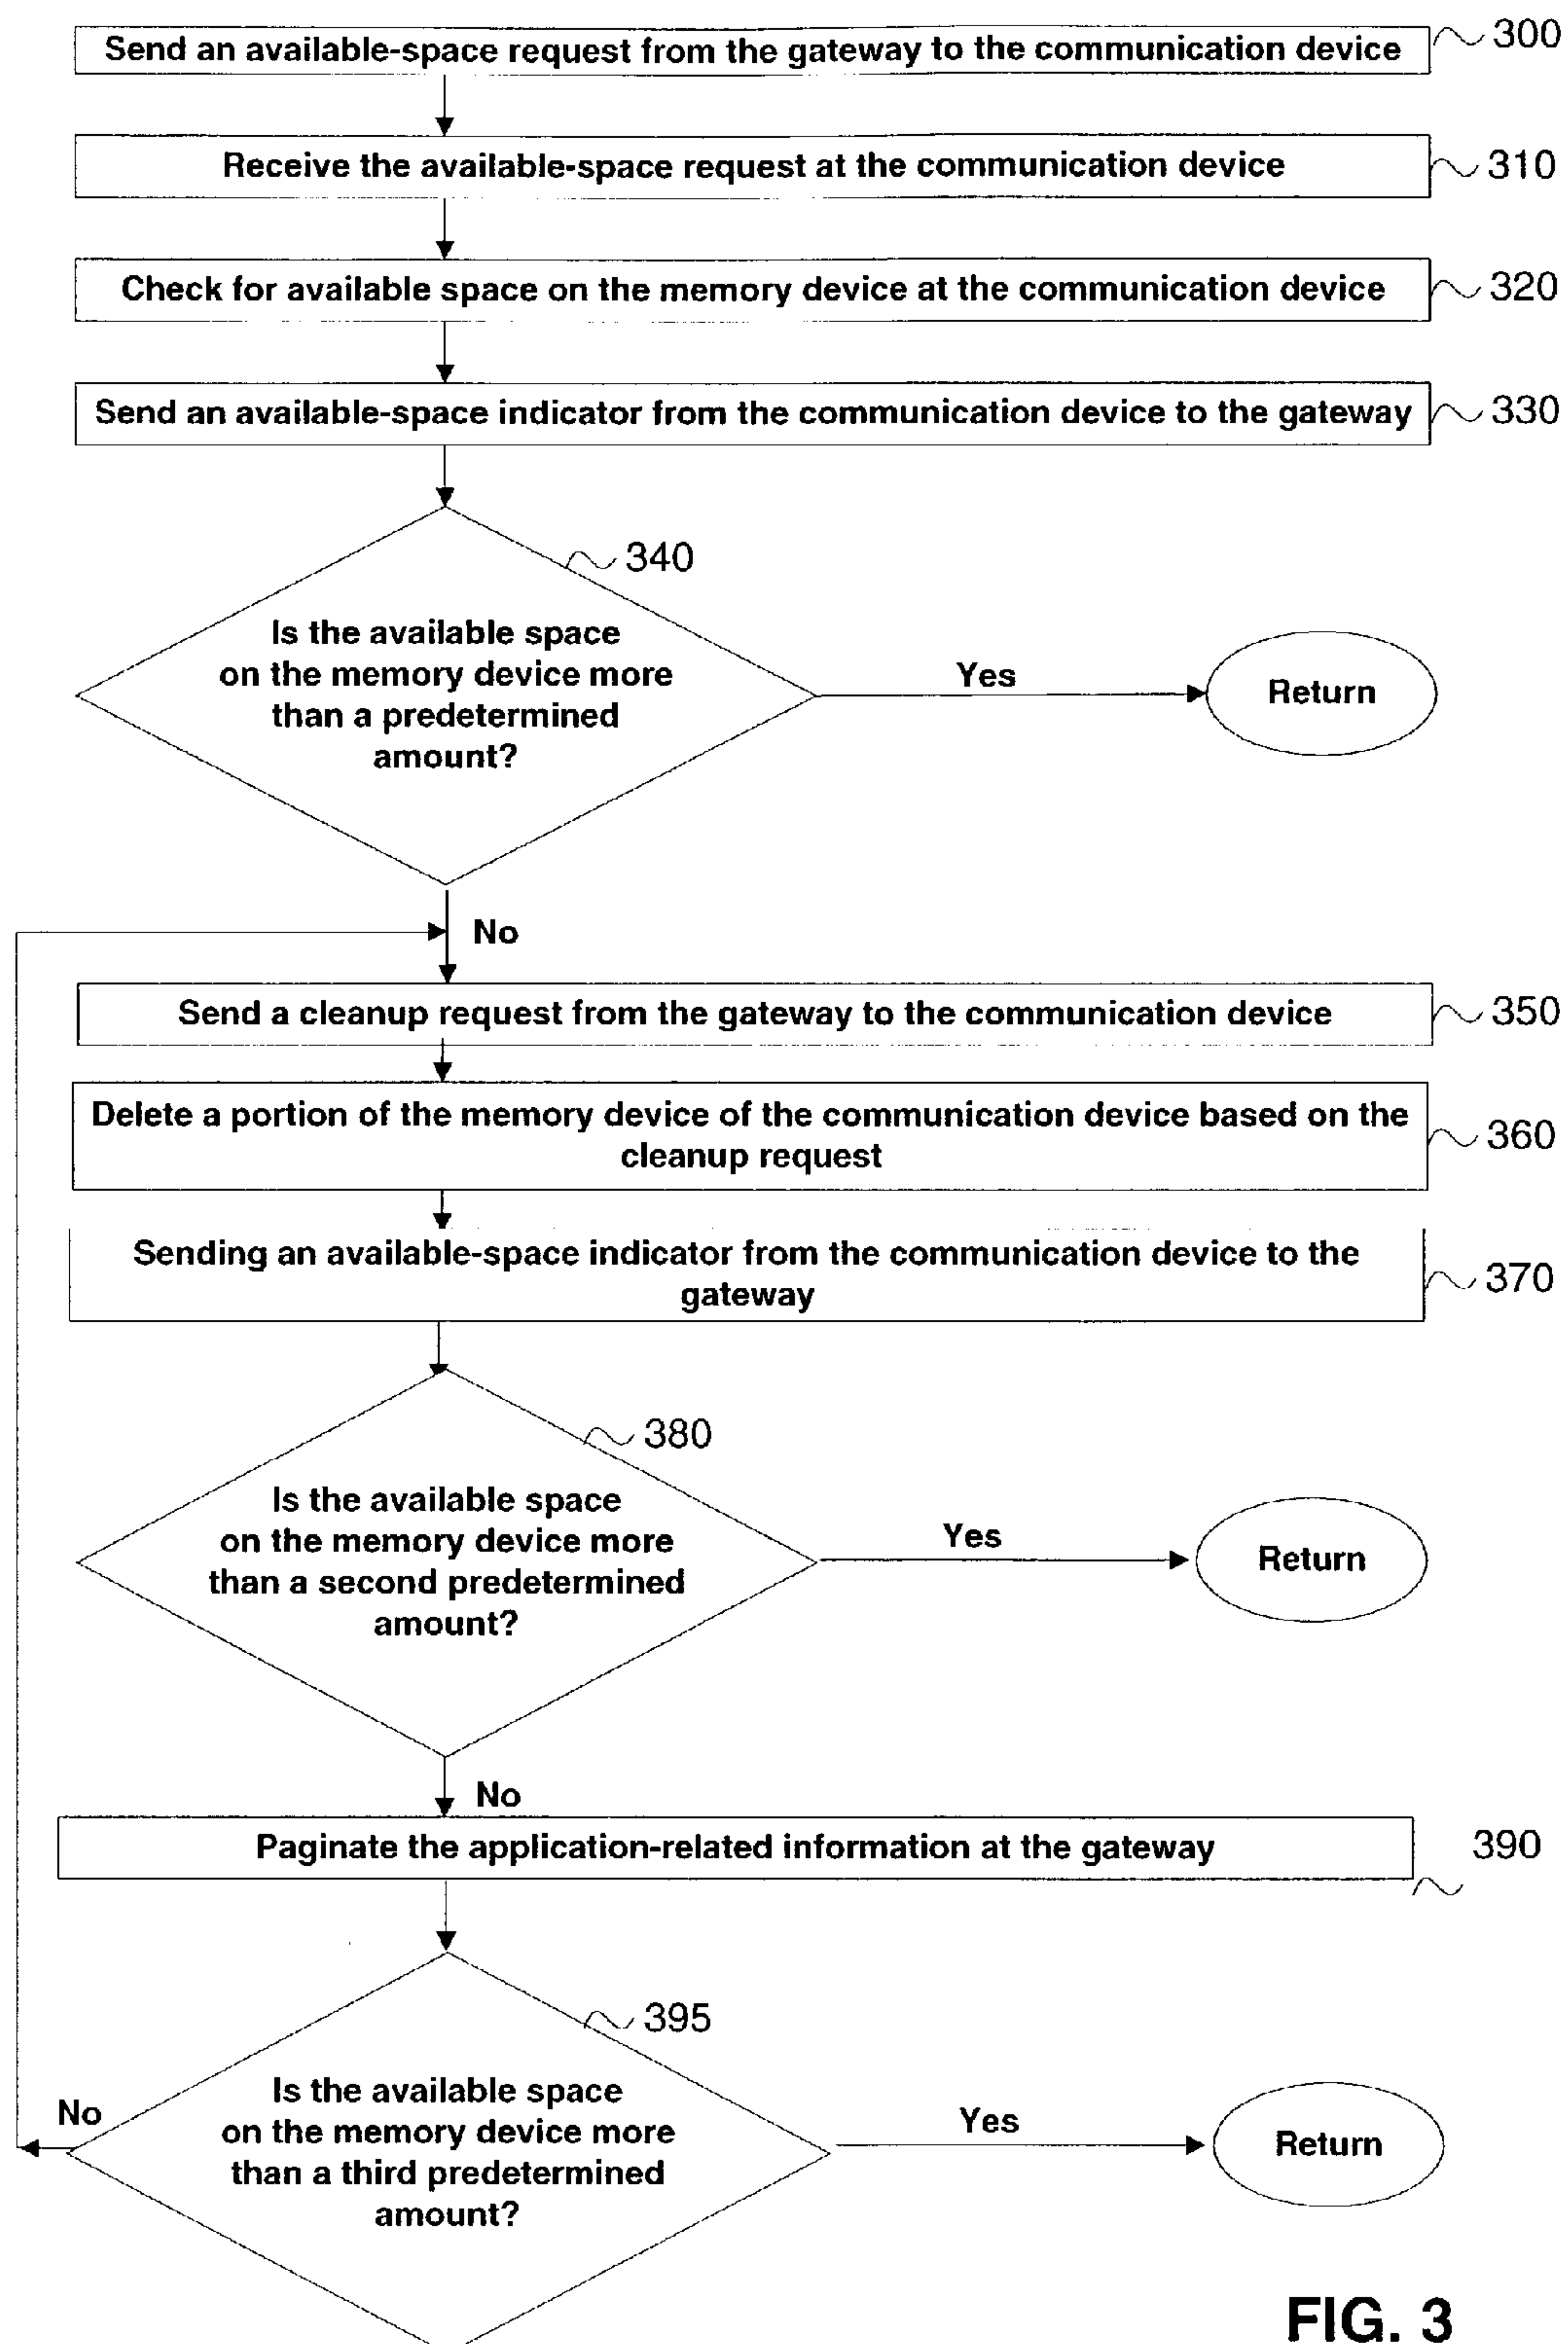 Send an available-space request from the gateway to the communication device
300
Receive the available-space request at the communication device
310
Check for available space on the memory device at the communication device
320
Send an available-space indicator from the communication device to the gateway
330
340
Is the available space
on the memory device more
than a predetermined
amount?
Yes
Return
No
Send a cleanup request from the gateway to the communication device
350
Delete a portion of the memory device of the communication device based on the
cleanup request
360
Sending an available-space indicator from the communication device to the
gateway
370
380
Is the available space
on the memory device more
than a second predetermined
amount?
Yes
Return
No
Paginate the application-related information at the gateway
390
395
Is the available space
on the memory device more
than a third predetermined
amount?
No
Yes
Return
FIG. 3